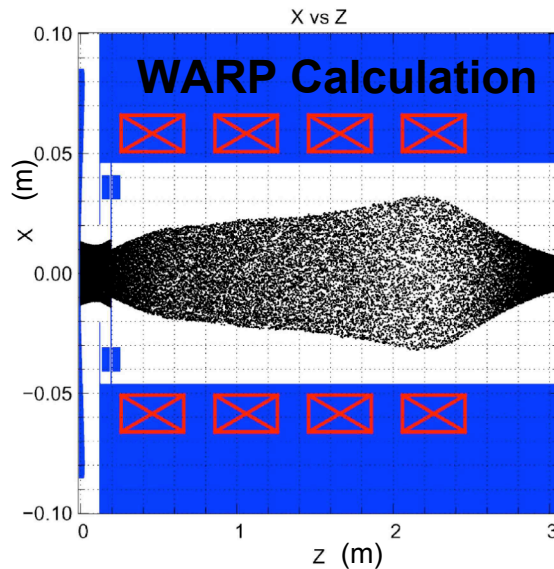 X vs Z
WARP Calculation
0.10
0.05
0.00
−0.05
−0.10
X (m)
0 1 2 3
Z (m)